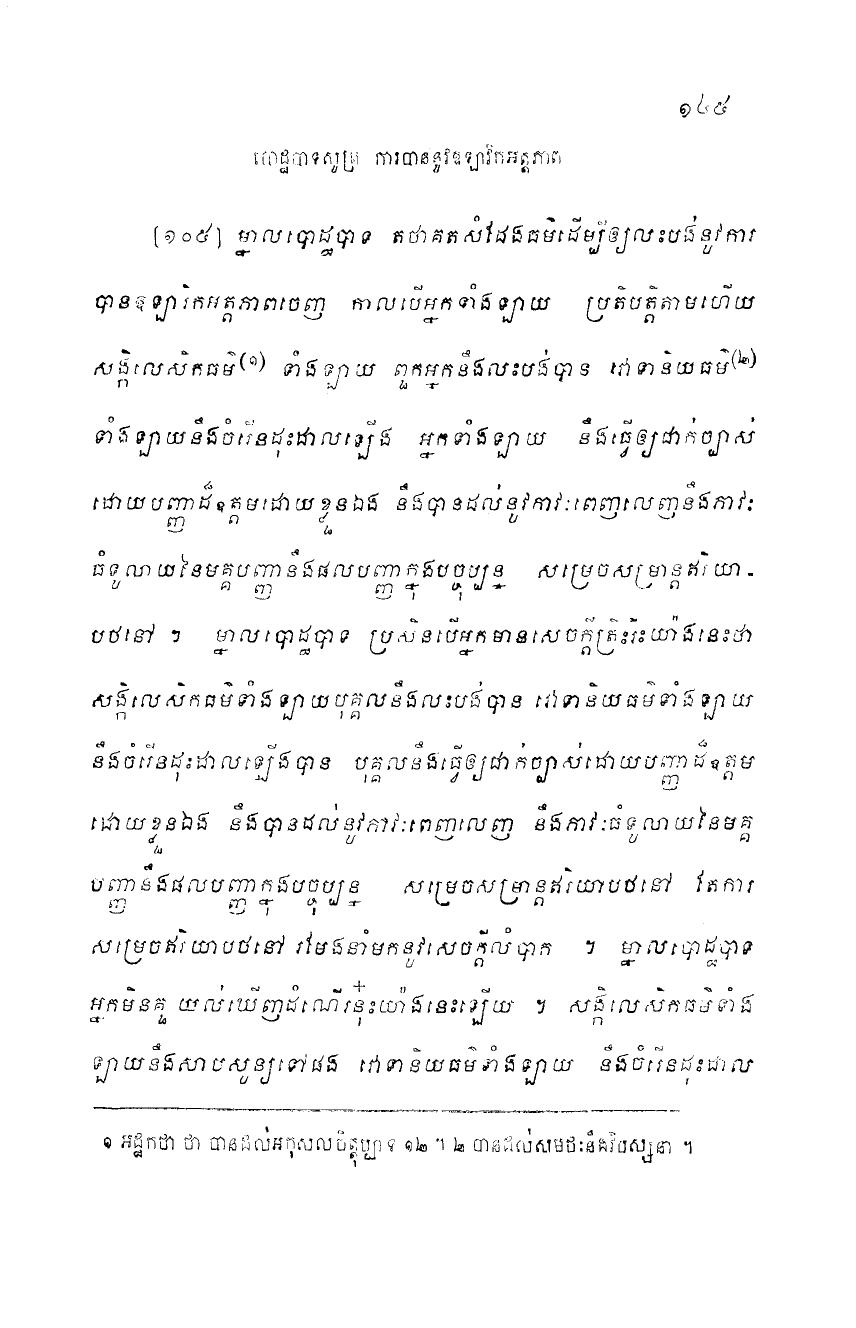 ១៤៥
បោដ្ឋបាទសូត្រ ការបាននូវឱឡារិកអត្តភាព
[១០៥] ម្នាលបោដ្ឋបាទ តថាគតសំដែងធម៌ដើម្បីឲ្យលះបង់នូវការ
បានឱឡារិកអត្តភាពចេញ កាលបើអ្នកទាំងឡាយ ប្រតិបត្តិតាមហើយ
សង្កិលេសិកធម៌(១) ទាំងឡាយ ពួកអ្នកនឹងលះបង់បាន វោទានិយធម៌(២)
ទាំងឡាយនឹងចំរើនដុះដាលឡើង អ្នកទាំងឡាយ នឹងធ្វើឲ្យជាក់ច្បាស់
ដោយបញ្ញាដ៏ឧត្តមដោយខ្លួនឯង នឹងបានដល់នូវភាវៈពេញលេញនឹងភាវៈ
ធំទូលាយនៃមគ្គបញ្ញានឹងផលបញ្ញាក្នុងបច្ចុប្បន្ន សម្រេចសម្រាន្តឥរិយា-
បថនៅ ។ ម្នាលបោដ្ឋបាទ ប្រសិនបើអ្នកមានសេចក្តីត្រិះរិះយ៉ាងនេះថា
សង្កិលេសិកធម៌ទាំងឡាយបុគ្គលនឹងលះបង់បាន វោទានិយធម៌ទាំងឡាយ
នឹងចំរើនដុះដាលឡើងបាន បុគ្គលនឹងធ្វើឲ្យជាក់ច្បាស់ដោយបញ្ញាដ៏ឧត្តម
ដោយខ្លួនឯង នឹងបានដល់នូវភាវៈពេញលេញ នឹងភាវៈធំទូលាយនៃមគ្គ
បញ្ញានឹងផលបញ្ញាក្នុងបច្ចុប្បន្ន សម្រេចសម្រាន្តឥរិយាបថនៅ តែការ
សម្រេចឥរិយាបថនៅ រមែងនាំមកនូវសេចក្តីលំបាក ។ ម្នាលបោដ្ឋបាទ
អ្នកមិនគួរ យល់ឃើញដំណើរនុ៎ះយ៉ាងនេះឡើយ ។ សង្កិលេសិកធម៌ទាំង
ឡាយនឹងសាបសូន្យទៅផង វោទានិយធម៌ទាំងឡាយ នឹងចំរើនដុះដាល
១ អដ្ឋកថា ថា បានដល់អកុសលចិត្តុប្បាទ ១២ ។ ២ បានដល់សមថះនឹងវិបស្សនា ។